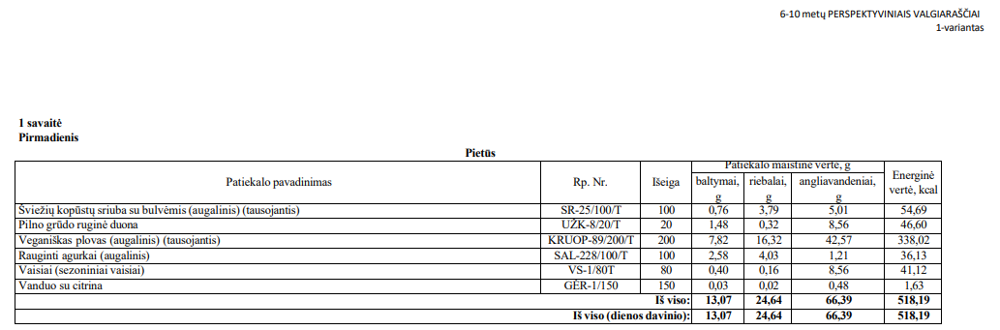 6-10 metų PERSPEKTYVINIAIS VALGIARAŠČIAI
1-variantas
1 savaitė
Pirmadienis
Pietūs
Patiekalo pavadinimas Rp. Nr. Išeiga Patiekalo maistinė vertė, g Energinė vertė, kcal
baltymai, g riebalai, g angliavandeniai, g
Šviežių kopūstų sriuba su bulvėmis (augalinis) (tausojantis) SR-25/100/T 100 0,76 3,79 5,01 54,69
Pilno grūdo ruginė duona UŽK-8/20/T 20 1,48 0,32 8,56 46,60
Veganiškas plovas (augalinis) (tausojantis) KRUOP-89/200/T 200 7,82 16,32 42,57 338,02
Rauginti agurkai (augalinis) SAL-228/100/T 100 2,58 4,03 1,21 36,13
Vaisiai (sezoniniai vaisiai) VS-1/80T 80 0,40 0,16 8,56 41,12
Vanduo su citrina GĖR-1/150 150 0,03 0,02 0,48 1,63
Iš viso: 13,07 24,64 66,39 518,19
Iš viso (dienos davinio): 13,07 24,64 66,39 518,19